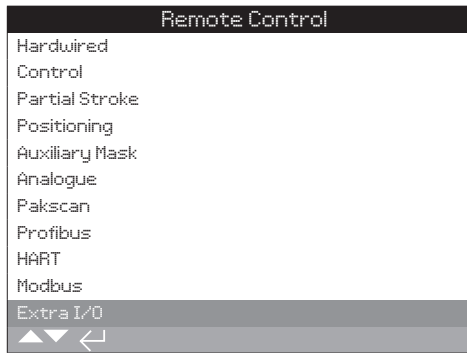 Remote Control
Hardwired
Control
Partial Stroke
Positioning
Auxiliary Mask
Analogue
Pakscan
Profibus
HART
Modbus
Extra I/O